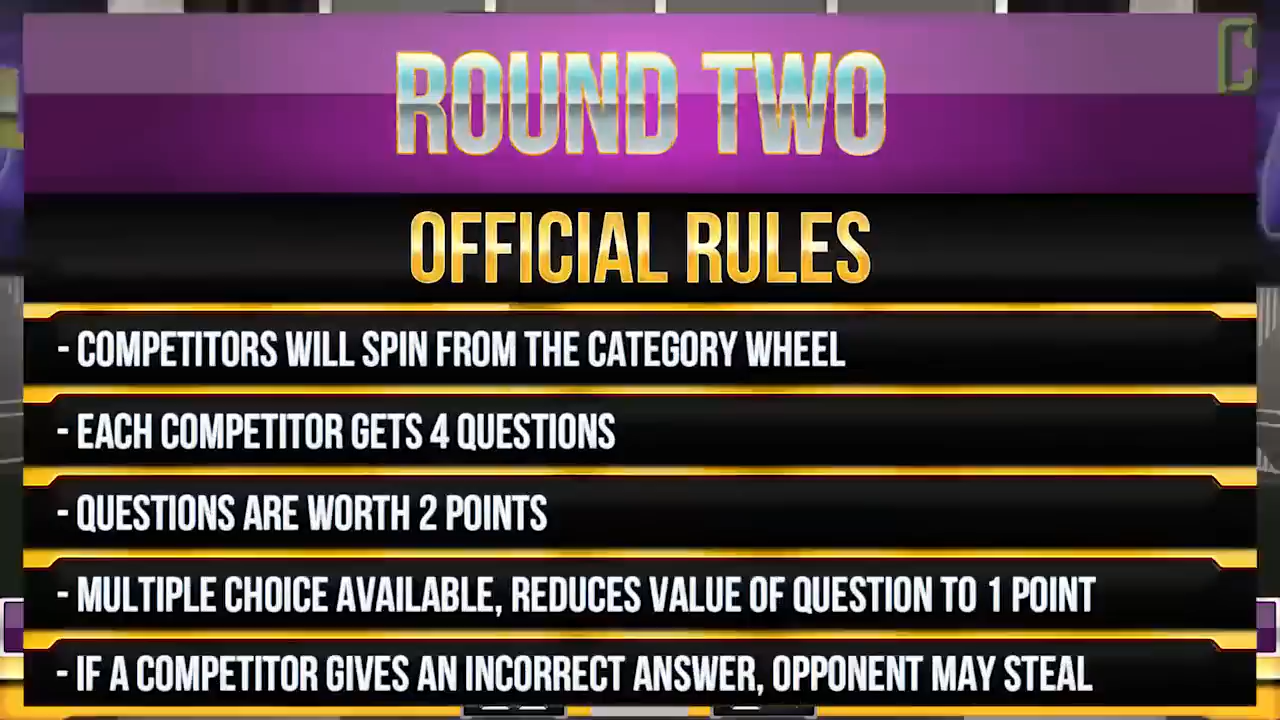 ROUND TWO
OFFICIAL RULES
- COMPETITORS WILL SPIN FROM THE CATEGORY WHEEL
- EACH COMPETITOR GETS 4 QUESTIONS
- QUESTIONS ARE WORTH 2 POINTS
- MULTIPLE CHOICE AVAILABLE, REDUCES VALUE OF QUESTION TO 1 POINT
- IF A COMPETITOR GIVES AN INCORRECT ANSWER, OPPONENT MAY STEAL